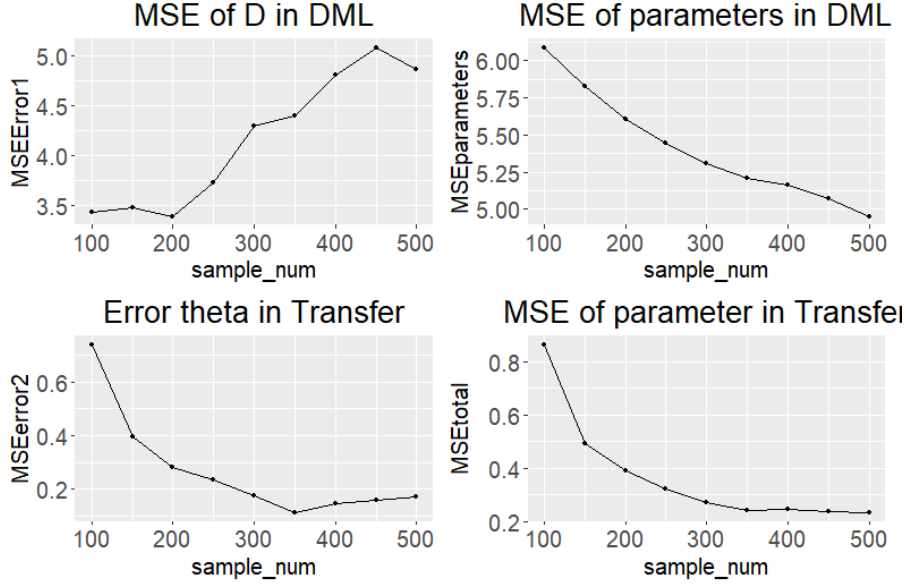 MSE of D in DML
MSEError1
5.0
4.5
4.0
3.5
100 200 300 400 500
sample_num
MSE of parameters in DML
MSEparameters
6.00
5.75
5.50
5.25
5.00
100 200 300 400 500
sample_num
Error theta in Transfer
MSEerror2
0.6
0.4
0.2
100 200 300 400 500
sample_num
MSE of parameter in Transfer
MSEtotal
0.8
0.6
0.4
0.2
100 200 300 400 500
sample_num